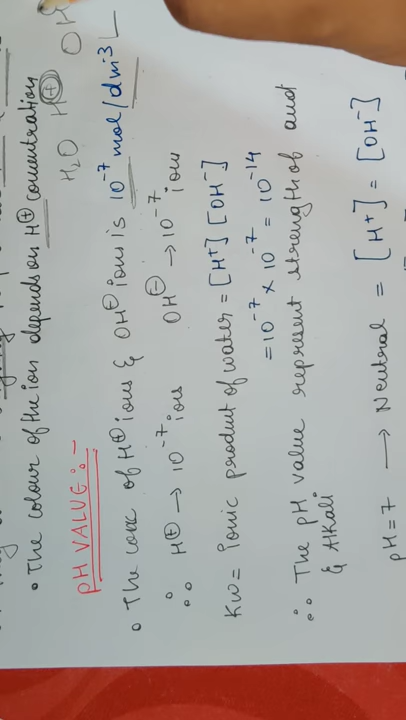 • The colour of the ion depends on H⊕ concentration
H₂O H⊕ OH
pH VALUE :-
• The conc of H⊕ ions & OH⊖ ions is 10⁻⁷ mol/dm³
∴ H⊕ → 10⁻⁷ ions OH⊖ → 10⁻⁷ ions
Kw = Ionic product of water = [H⁺] [OH⁻]
= 10⁻⁷ × 10⁻⁷ = 10⁻¹⁴
∴ The pH value represent strength of and
& Alkali
pH = 7 → Neutral = [H⁺] = [OH⁻]